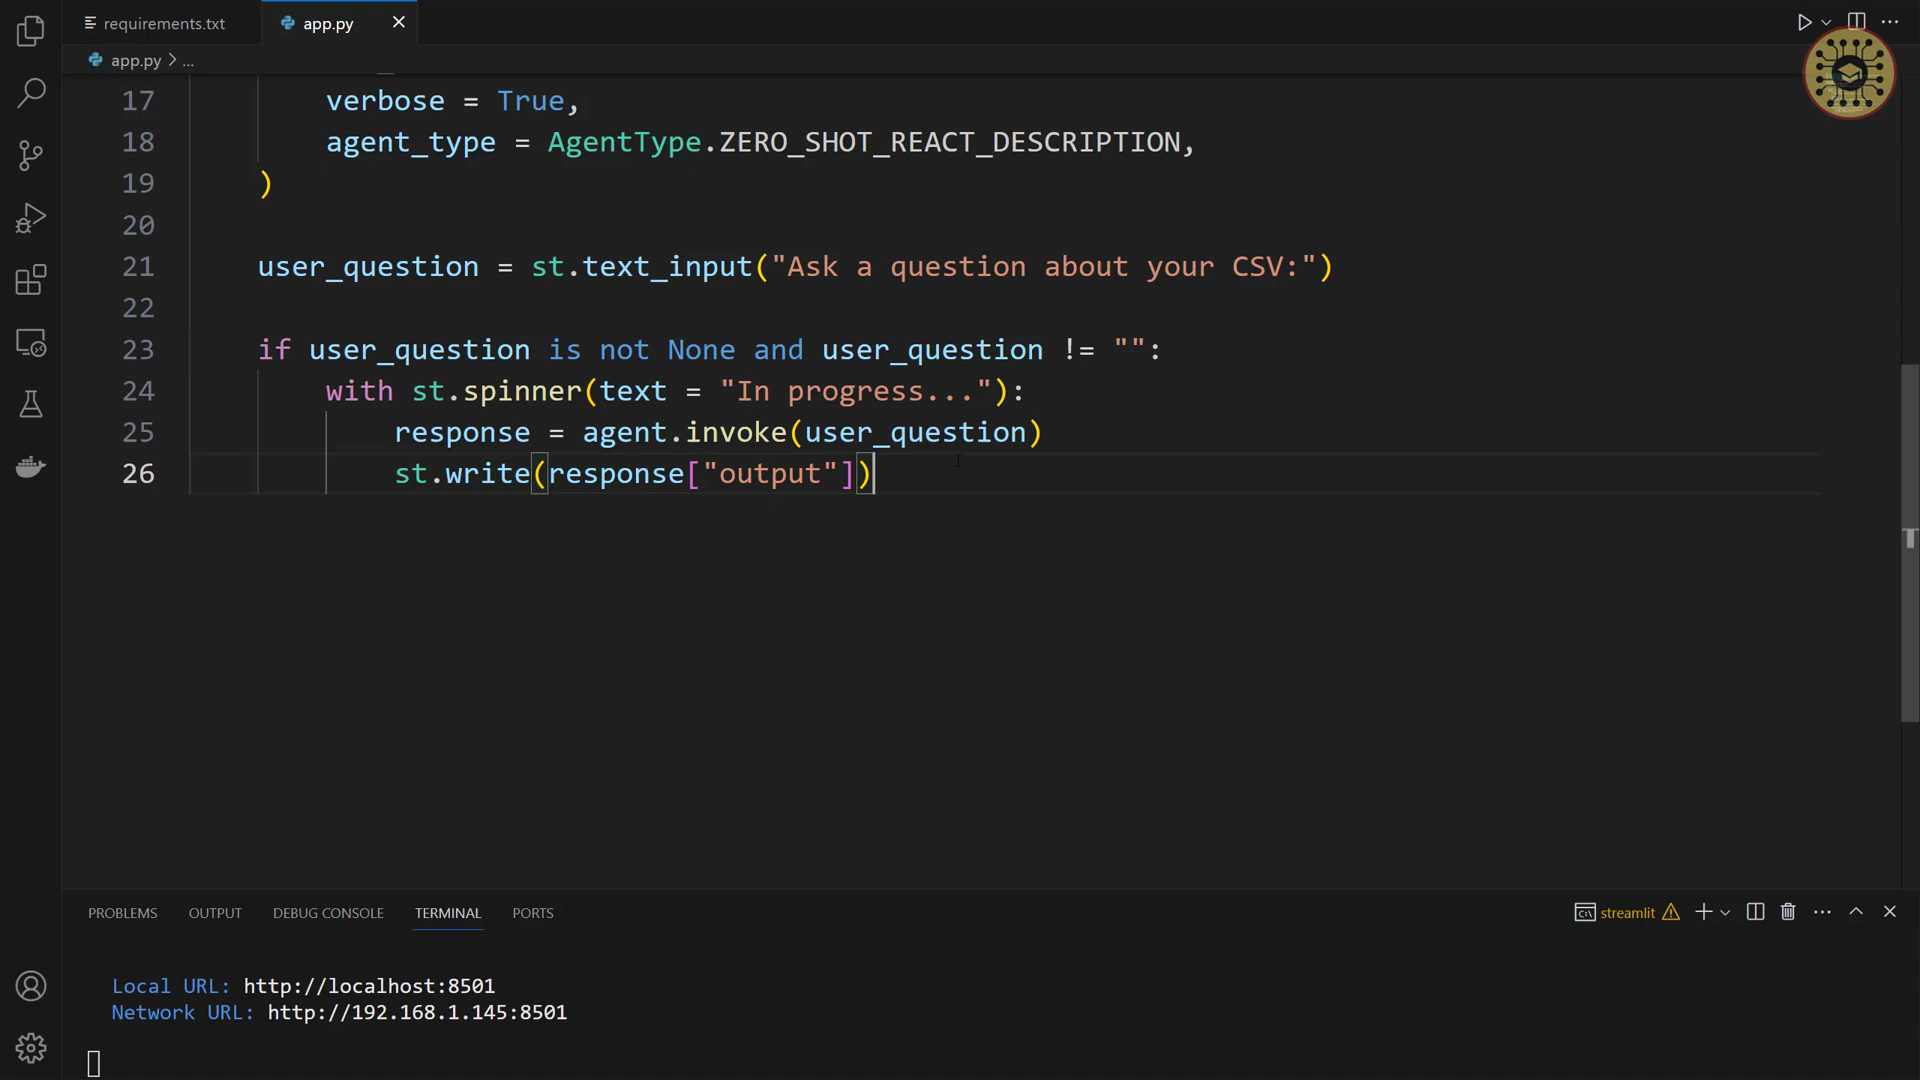 requirements.txt
app.py
app.py > ...
17 verbose = True,
18 agent_type = AgentType.ZERO_SHOT_REACT_DESCRIPTION,
19 )
20
21 user_question = st.text_input("Ask a question about your CSV:")
22
23 if user_question is not None and user_question != "":
24 with st.spinner(text = "In progress..."):
25 response = agent.invoke(user_question)
26 st.write(response["output"])
PROBLEMS OUTPUT DEBUG CONSOLE TERMINAL PORTS
streamlit
Local URL: http://localhost:8501
Network URL: http://192.168.1.145:8501